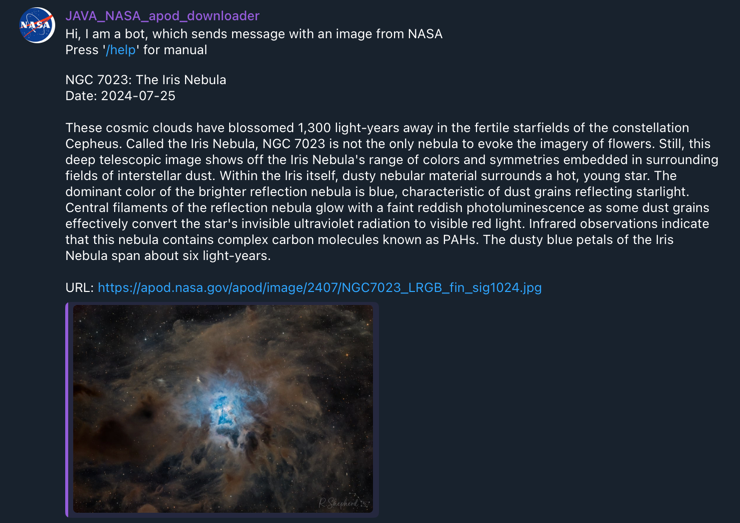 NASA
JAVA_NASA_apod_downloader
Hi, I am a bot, which sends message with an image from NASA
Press '/help' for manual
NGC 7023: The Iris Nebula
Date: 2024-07-25
These cosmic clouds have blossomed 1,300 light-years away in the fertile starfields of the constellation
Cepheus. Called the Iris Nebula, NGC 7023 is not the only nebula to evoke the imagery of flowers. Still, this
deep telescopic image shows off the Iris Nebula's range of colors and symmetries embedded in surrounding
fields of interstellar dust. Within the Iris itself, dusty nebular material surrounds a hot, young star. The
dominant color of the brighter reflection nebula is blue, characteristic of dust grains reflecting starlight.
Central filaments of the reflection nebula glow with a faint reddish photoluminescence as some dust grains
effectively convert the star's invisible ultraviolet radiation to visible red light. Infrared observations indicate
that this nebula contains complex carbon molecules known as PAHs. The dusty blue petals of the Iris
Nebula span about six light-years.
URL: https://apod.nasa.gov/apod/image/2407/NGC7023_LRGB_fin_sig1024.jpg